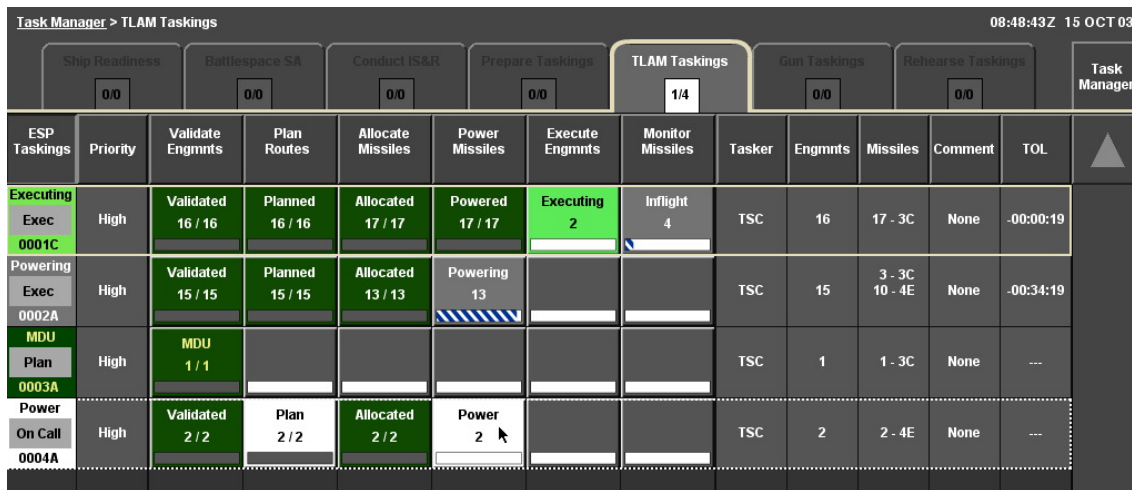 Task Manager > TLAM Taskings 08:48:43Z 15 OCT 03
Ship Readiness Battlespace SA Conduct IS&R Prepare Taskings TLAM Taskings Gun Taskings Rehearse Taskings Task Manager
0/0 0/0 0/0 0/0 1/4 0/0 0/0
ESP Taskings Priority Validate Engmnts Plan Routes Allocate Missiles Power Missiles Execute Engmnts Monitor Missiles Tasker Engmnts Missiles Comment TOL
Executing
Exec
0001C
High
Validated
16 / 16
Planned
16 / 16
Allocated
17 / 17
Powered
17 / 17
Executing
2
Inflight
4
TSC
16
17 - 3C
None
-00:00:19
Powering
Exec
0002A
High
Validated
15 / 15
Planned
15 / 15
Allocated
13 / 13
Powering
13
TSC
15
3 - 3C
10 - 4E
None
-00:34:19
MDU
Plan
0003A
High
MDU
1 / 1
TSC
1
1 - 3C
None
---
Power
On Call
0004A
High
Validated
2 / 2
Plan
2 / 2
Allocated
2 / 2
Power
2
TSC
2
2 - 4E
None
---